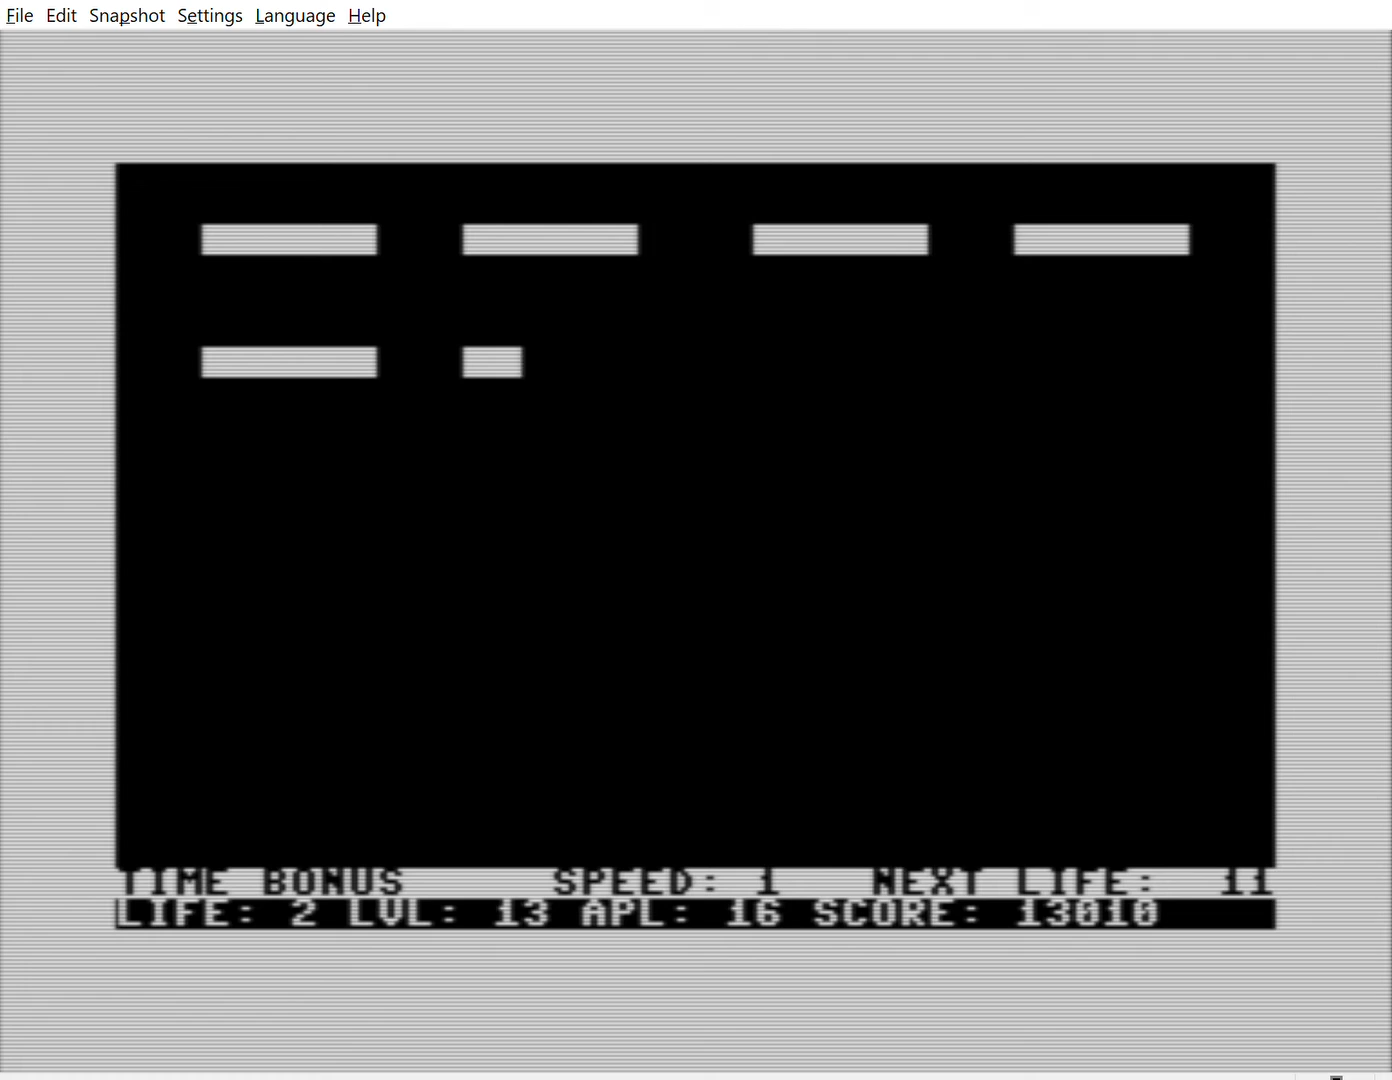 File Edit Snapshot Settings Language Help
TIME BONUS SPEED: 1 NEXT LIFE: 11
LIFE: 2 LVL: 13 APL: 16 SCORE: 13010